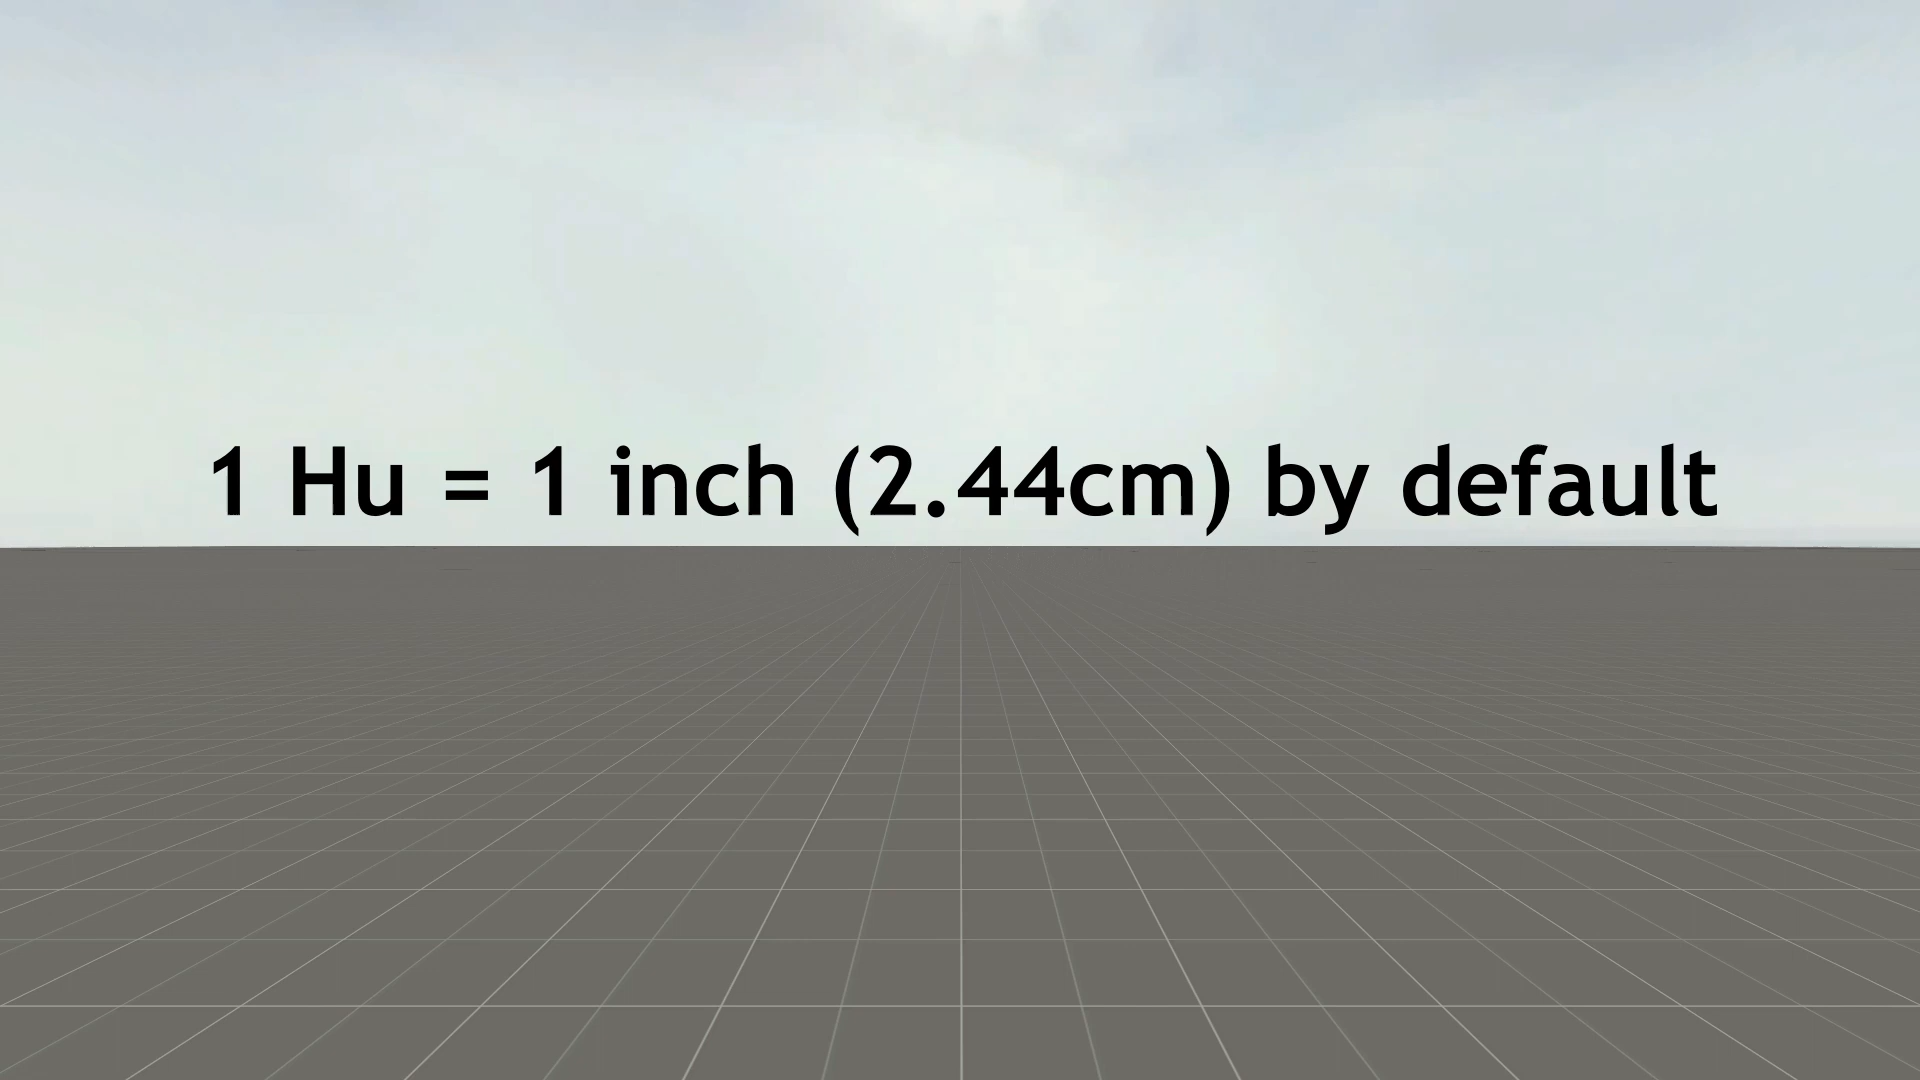 1 Hu = 1 inch (2.44cm) by default